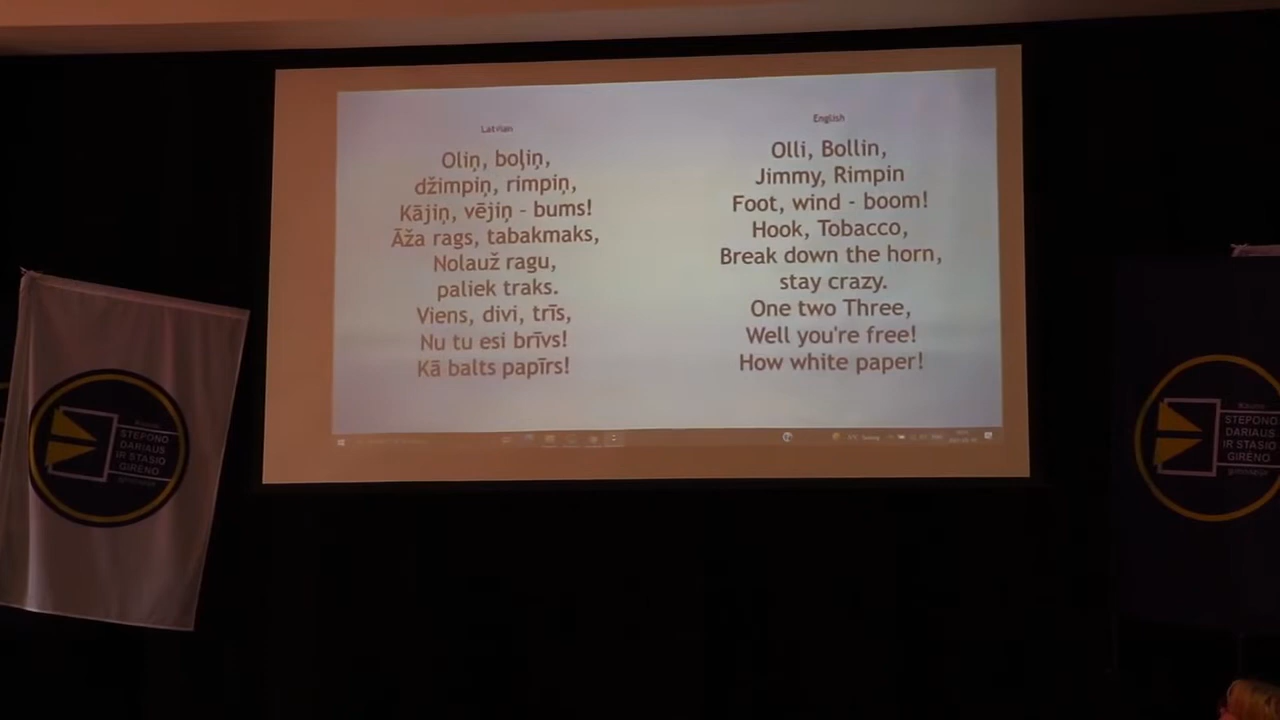 Latvian
Oliņ, boļiņ,
džimpiņ, rimpiņ,
Kājiņ, vējiņ - bums!
Āža rags, tabakmaks,
Nolauž ragu,
paliek traks.
Viens, divi, trīs,
Nu tu esi brīvs!
Kā balts papīrs!
English
Olli, Bollin,
Jimmy, Rimpin
Foot, wind - boom!
Hook, Tobacco,
Break down the horn,
stay crazy.
One two Three,
Well you're free!
How white paper!
STEPONO
DARIAUS
IR STASIO
GIRĖNO
Kauno
STEPONO
DARIAUS
IR STASIO
GIRĖNO
gimnazija